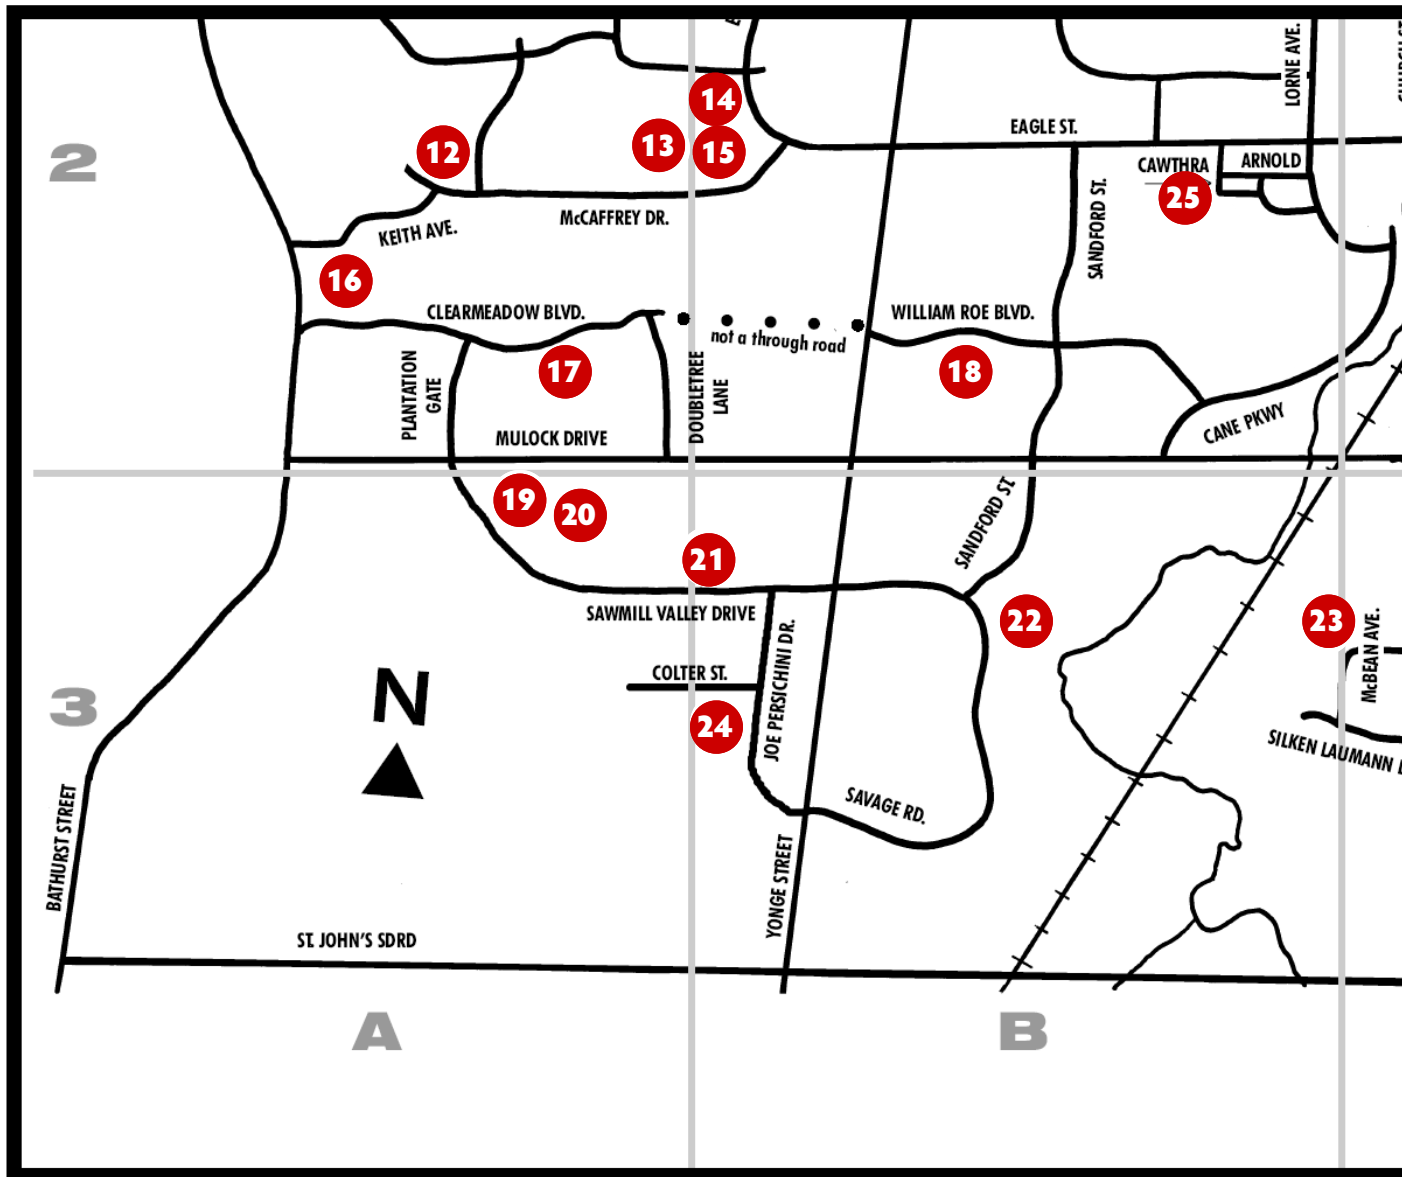 LORNE AVE.
14
EAGLE ST.
12
13
15
CAWTHRA
ARNOLD
2
25
McCAFFREY DR.
KEITH AVE.
SANDFORD ST.
16
CLEARMEADOW BLVD.
WILLIAM ROE BLVD.
not a through road
17
18
PLANTATION
GATE
DOUBLETREE
LANE
CANE PKWY
MULOCK DRIVE
19
20
SANDFORD ST.
21
SAWMILL VALLEY DRIVE
22
23
McBEAN AVE.
COLTER ST.
JOE PERSICHINI DR.
N
3
24
SILKEN LAUMANN
SAVAGE RD.
BATHURST STREET
YONGE STREET
ST. JOHN'S SDRD
A
B